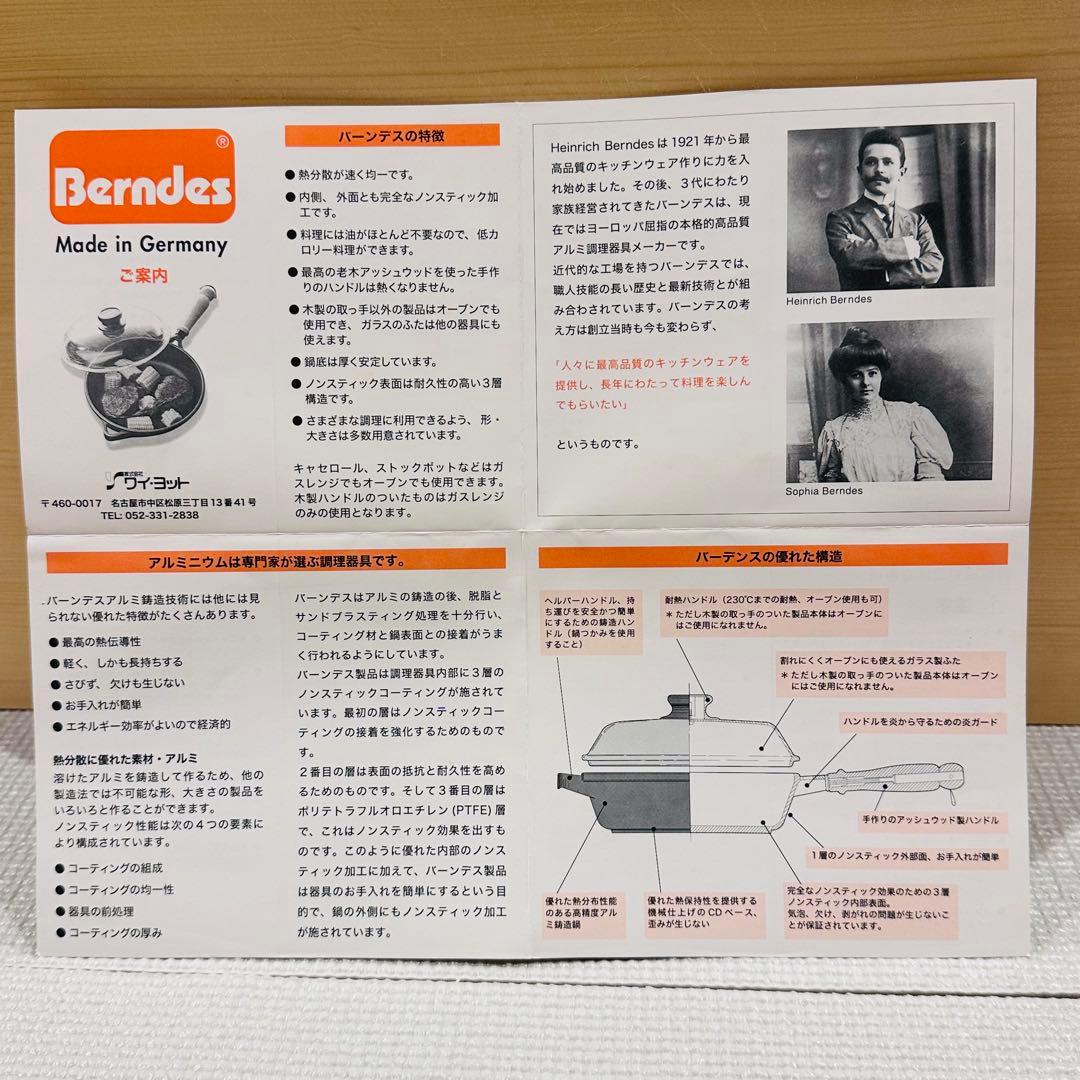 Berndes®
Made in Germany
ご案内
株式会社
ワイ・ヨット
〒460-0017 名古屋市中区松原三丁目13番41号
TEL: 052-331-2838
バーンデスの特徴
● 熱分散が速く均一です。
● 内側、外面とも完全なノンスティック加
工です。
● 料理には油がほとんど不要なので、低カ
ロリー料理ができます。
● 最高の老木アッシュウッドを使った手作
りのハンドルは熱くなりません。
● 木製の取っ手以外の製品はオーブンでも
使用でき、ガラスのふたは他の器具にも
使えます。
● 鍋底は厚く安定しています。
● ノンスティック表面は耐久性の高い3層
構造です。
● さまざまな調理に利用できるよう、形・
大きさは多数用意されています。
キャセロール、ストックポットなどはガ
スレンジでもオーブンでも使用できます。
木製ハンドルのついたものはガスレンジ
のみの使用となります。
Heinrich Berndesは1921年から最
高品質のキッチンウェア作りに力を入
れ始めました。その後、3代にわたり
家族経営されてきたバーンデスは、現
在ではヨーロッパ屈指の本格的高品質
アルミ調理器具メーカーです。
近代的な工場を持つバーンデスでは、
職人技能の長い歴史と最新技術とが組
み合わされています。バーンデスの考
え方は創立当時も今も変わらず、
「人々に最高品質のキッチンウェアを
提供し、長年にわたって料理を楽しん
でもらいたい」
というものです。
Heinrich Berndes
Sophia Berndes
アルミニウムは専門家が選ぶ調理器具です。
バーンデスアルミ鋳造技術には他には見
られない優れた特徴がたくさんあります。
● 最高の熱伝導性
● 軽く、しかも長持ちする
● さびず、欠けも生じない
● お手入れが簡単
● エネルギー効率がよいので経済的
熱分散に優れた素材・アルミ
溶けたアルミを鋳造して作るため、他の
製造法では不可能な形、大きさの製品を
いろいろと作ることができます。
ノンスティック性能は次の4つの要素に
より構成されています。
● コーティングの組成
● コーティングの均一性
● 器具の前処理
● コーティングの厚み
バーンデスはアルミの鋳造の後、脱脂と
サンドブラスティング処理を十分行い、
コーティング材と鍋表面との接着がうま
く行われるようにしています。
バーンデス製品は調理器具内部に3層の
ノンスティックコーティングが施されて
います。最初の層はノンスティックコー
ティングの接着を強化するためのもので
す。
2番目の層は表面の抵抗と耐久性を高め
るためのものです。そして3番目の層は
ポリテトラフルオロエチレン(PTFE)層
で、これはノンスティック効果を出すも
のです。このように優れた内部のノンス
ティック加工に加えて、バーンデス製品
は器具のお手入れを簡単にするという目
的で、鍋の外側にもノンスティック加工
が施されています。
バーデンスの優れた構造
ヘルパーハンドル、持
ち運びを安全かつ簡単
にするための鋳造ハン
ドル（鍋つかみを使用
すること）
耐熱ハンドル（230℃までの耐熱、オーブン使用も可）
＊ただし木製の取っ手のついた製品本体はオーブンに
はご使用になれません。
割れにくくオーブンにも使えるガラス製ふた
＊ただし木製の取っ手のついた製品本体はオーブン
にはご使用になれません。
ハンドルを炎から守るための炎ガード
手作りのアッシュウッド製ハンドル
1層のノンスティック外部面、お手入れが簡単
優れた熱分布性能
のある高精度アル
ミ鋳造鍋
優れた熱保持性を提供する
機械仕上げのCDベース、
歪みが生じない
完全なノンスティック効果のための3層
ノンスティック内部表面。
気泡、欠け、剥がれの問題が生じないこ
とが保証されています。